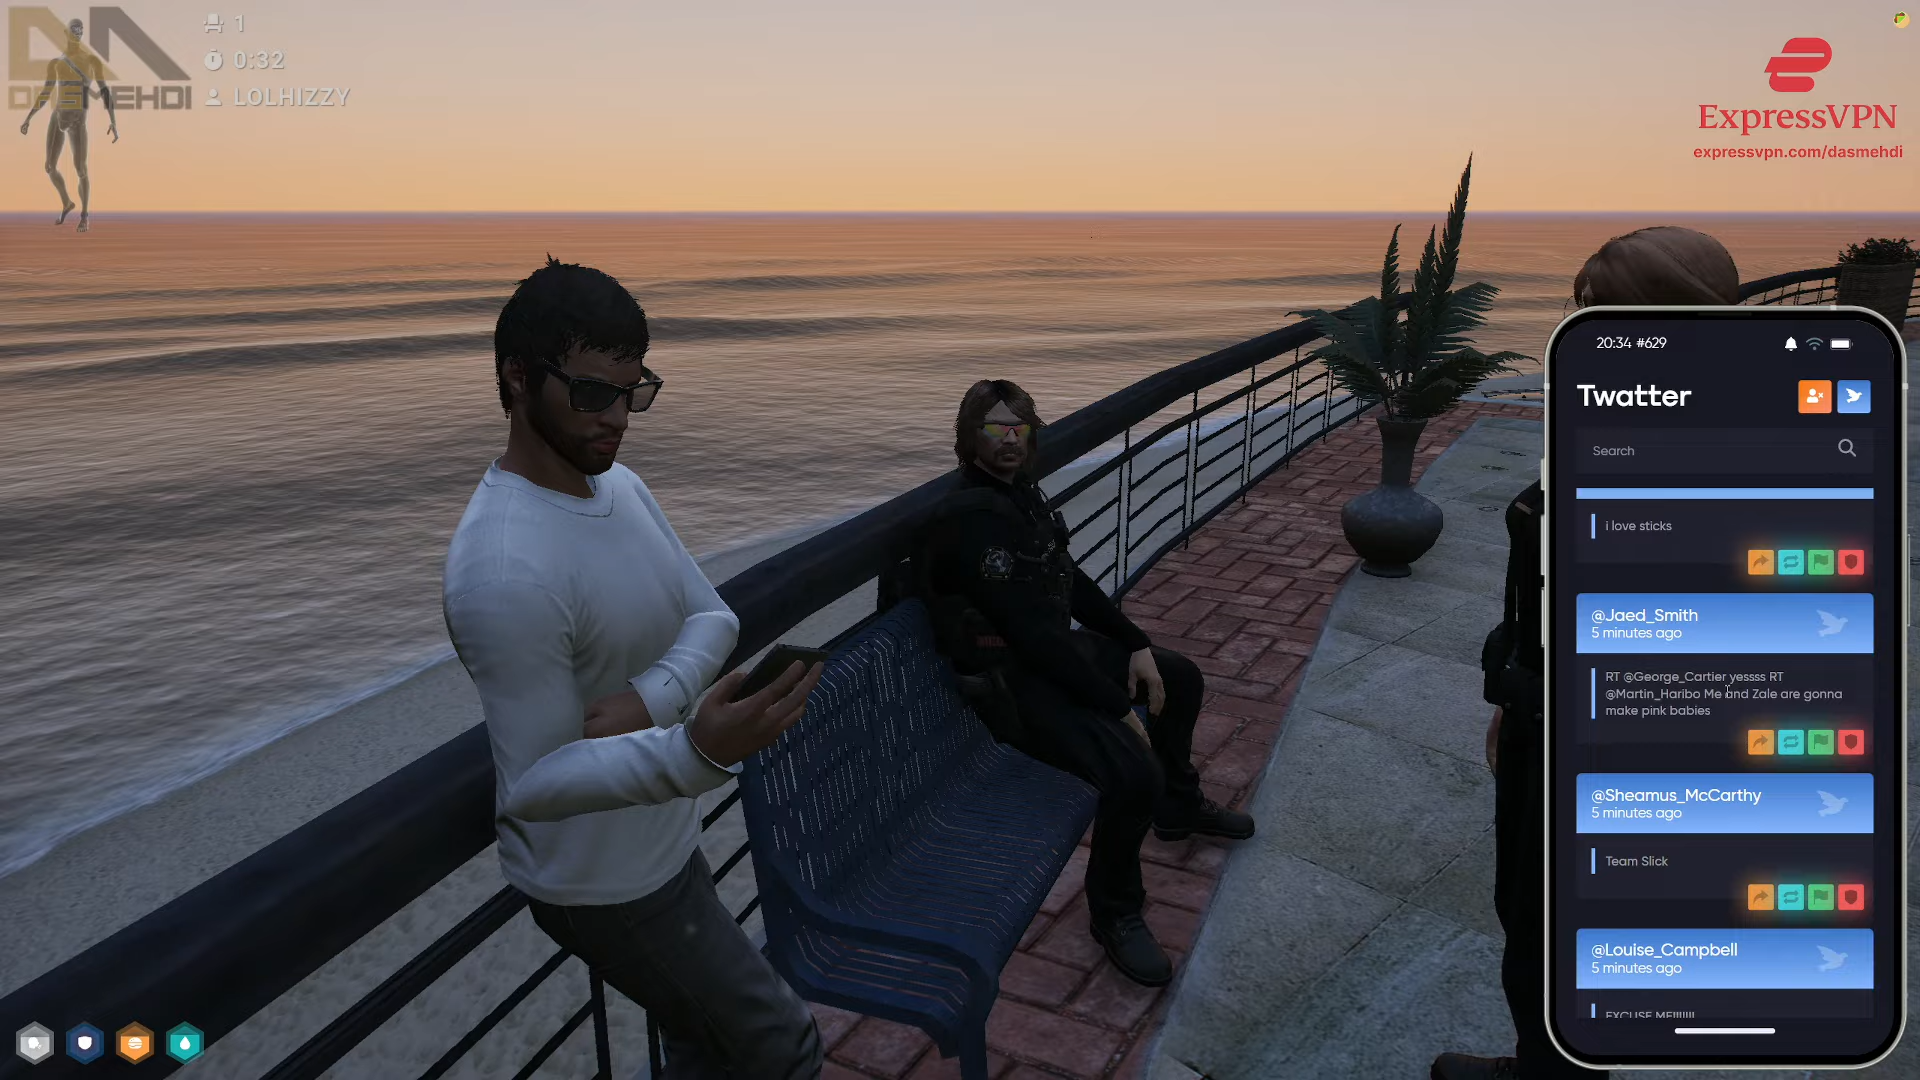 DASMEHDI
1
0:32
LOLHIZZY
ExpressVPN
expressvpn.com/dasmehdi
20:34 #629
Twatter
Search
i love sticks
@Jaed_Smith
5 minutes ago
RT @George_Cartier yessss RT
@Martin_Haribo Me and Zale are gonna
make pink babies
@Sheamus_McCarthy
5 minutes ago
Team Slick
@Louise_Campbell
5 minutes ago